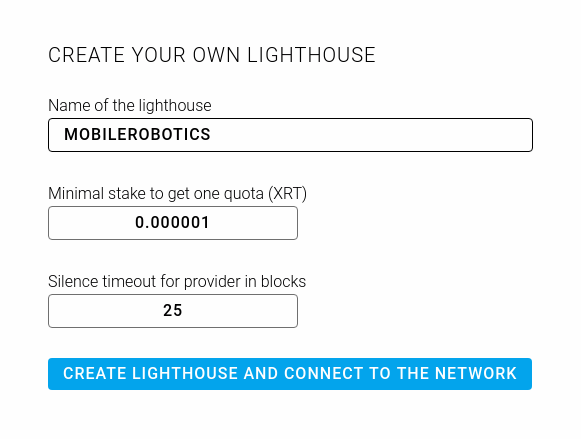 CREATE YOUR OWN LIGHTHOUSE
Name of the lighthouse
MOBILEROBOTICS
Minimal stake to get one quota (XRT)
0.000001
Silence timeout for provider in blocks
25
CREATE LIGHTHOUSE AND CONNECT TO THE NETWORK